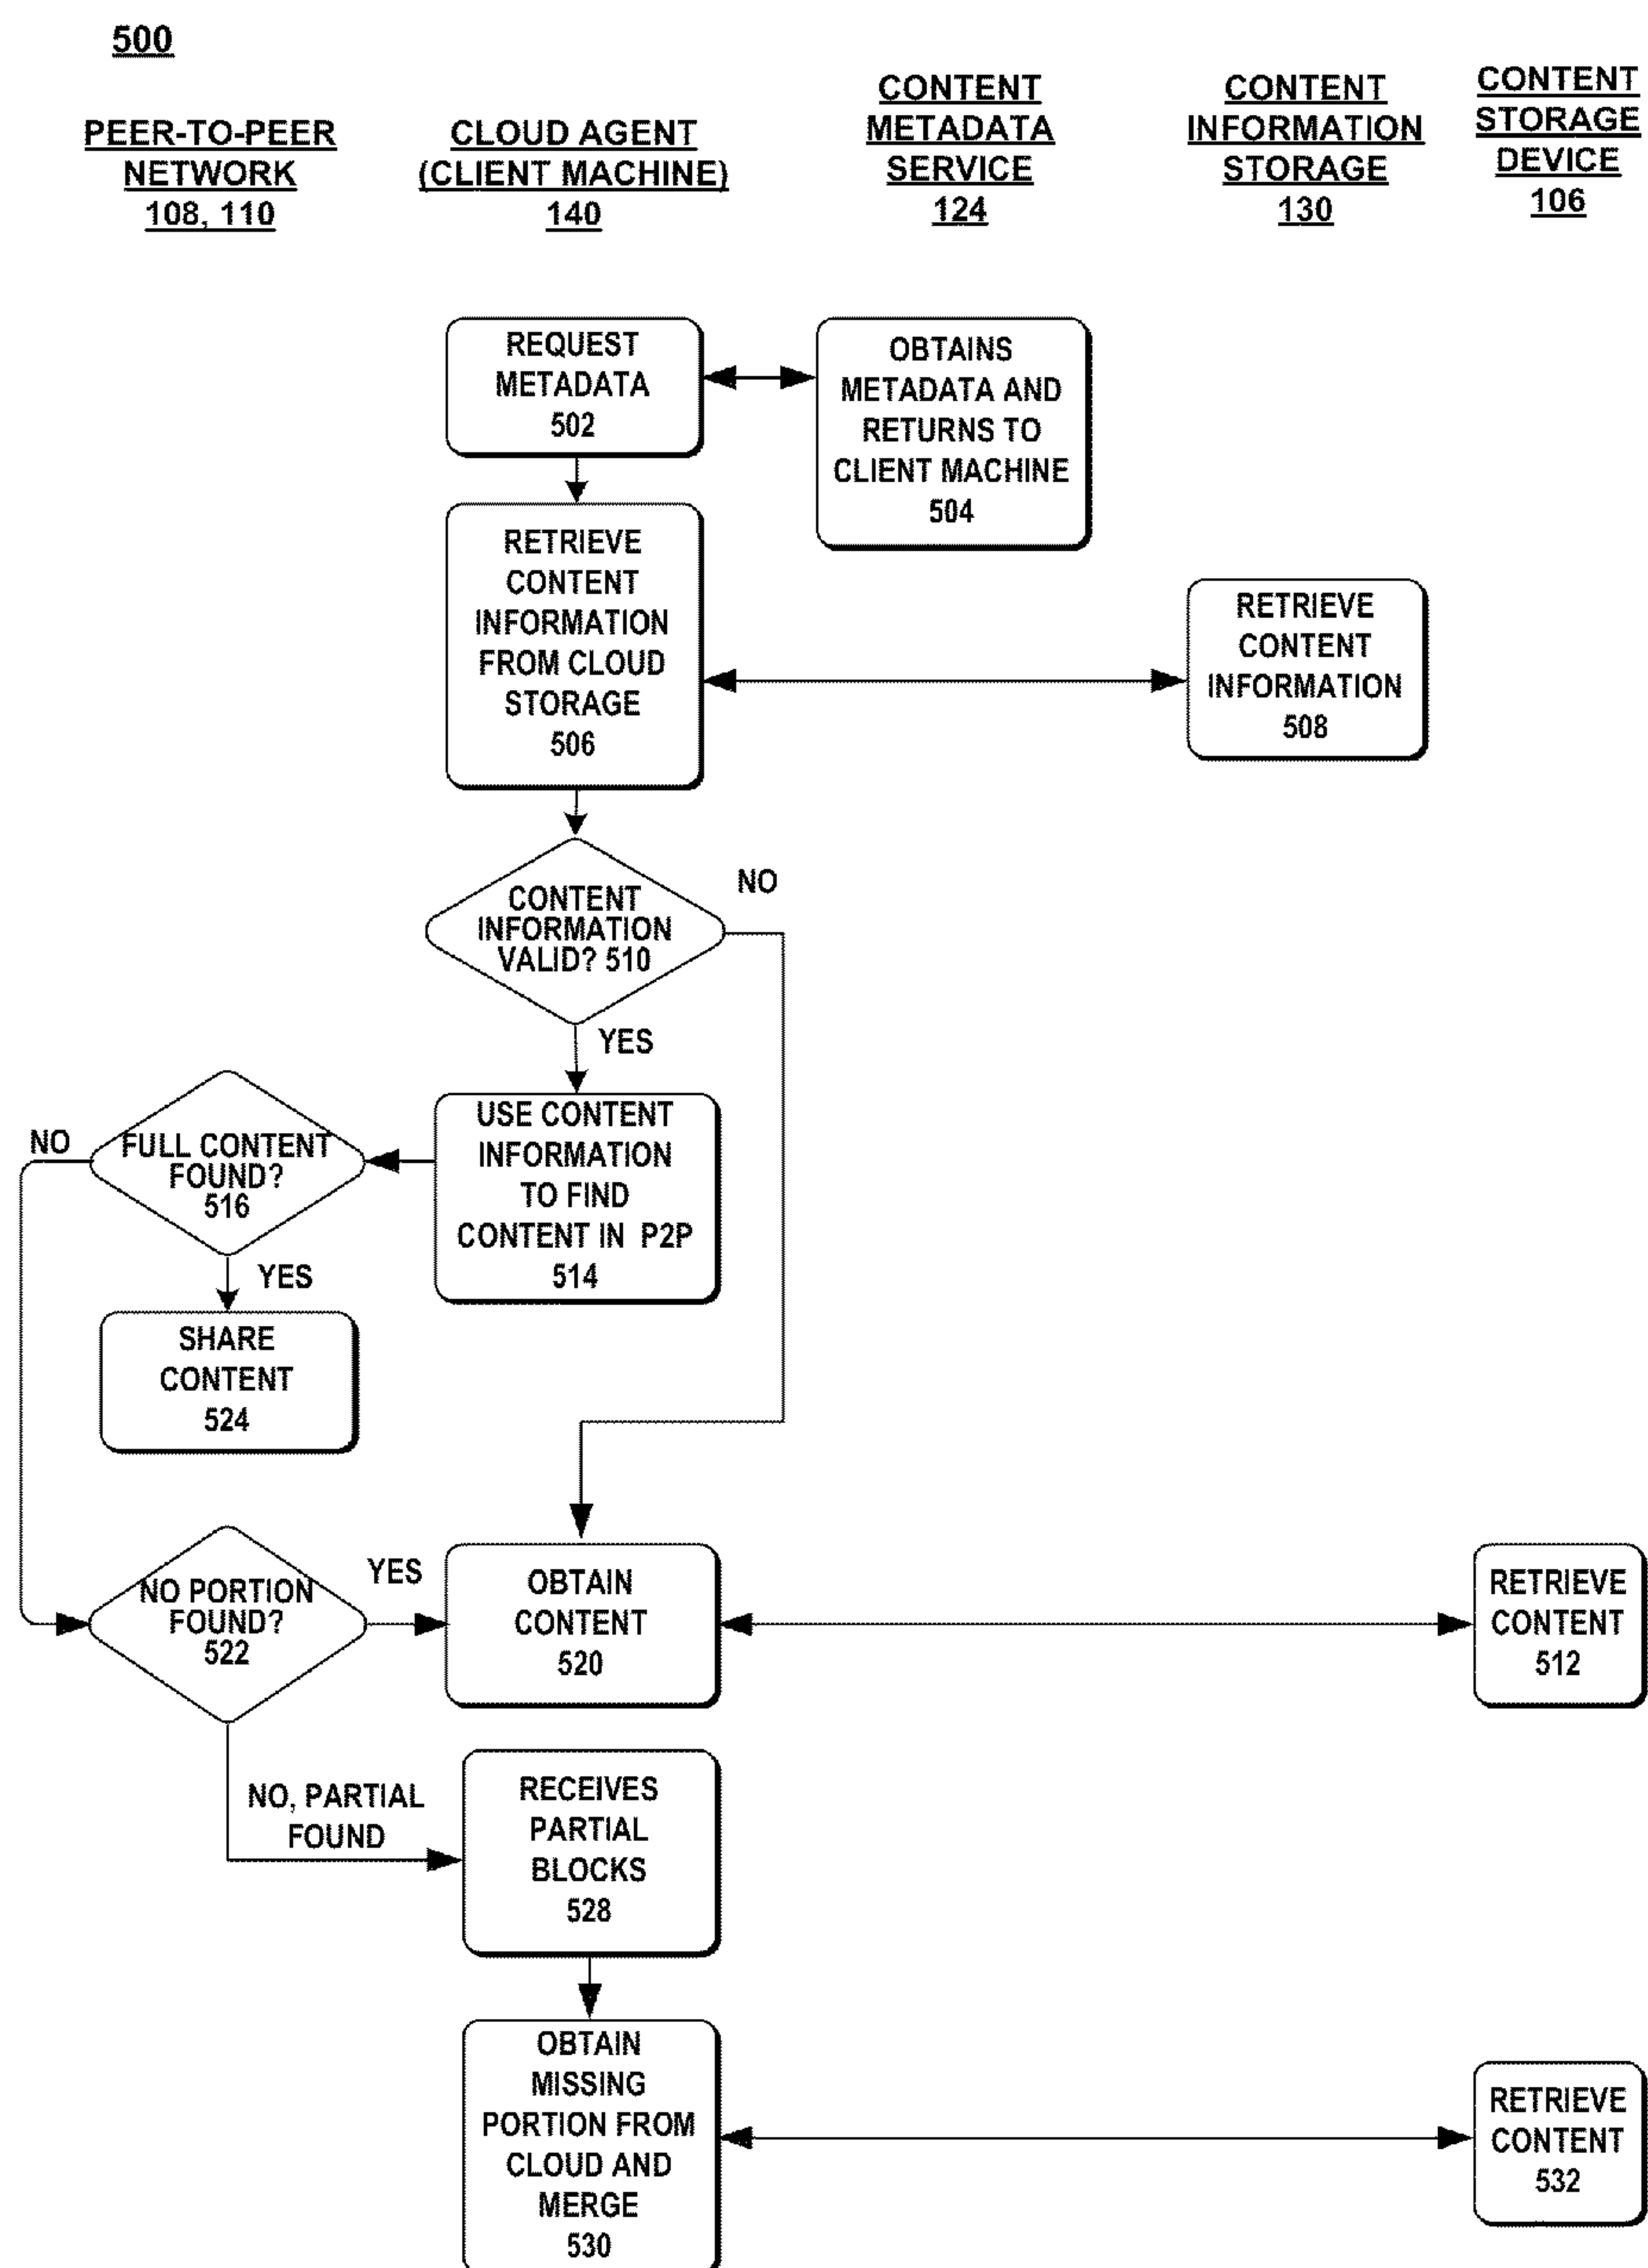 500
PEER-TO-PEER
NETWORK
108, 110
CLOUD AGENT
(CLIENT MACHINE)
140
CONTENT
METADATA
SERVICE
124
CONTENT
INFORMATION
STORAGE
130
CONTENT
STORAGE
DEVICE
106
REQUEST
METADATA
502
OBTAINS
METADATA AND
RETURNS TO
CLIENT MACHINE
504
RETRIEVE
CONTENT
INFORMATION
FROM CLOUD
STORAGE
506
RETRIEVE
CONTENT
INFORMATION
508
CONTENT
INFORMATION
VALID? 510
NO
YES
USE CONTENT
INFORMATION
TO FIND
CONTENT IN P2P
514
FULL CONTENT
FOUND?
516
NO
YES
SHARE
CONTENT
524
NO PORTION
FOUND?
522
YES
OBTAIN
CONTENT
520
RETRIEVE
CONTENT
512
NO, PARTIAL
FOUND
RECEIVES
PARTIAL
BLOCKS
528
OBTAIN
MISSING
PORTION FROM
CLOUD AND
MERGE
530
RETRIEVE
CONTENT
532